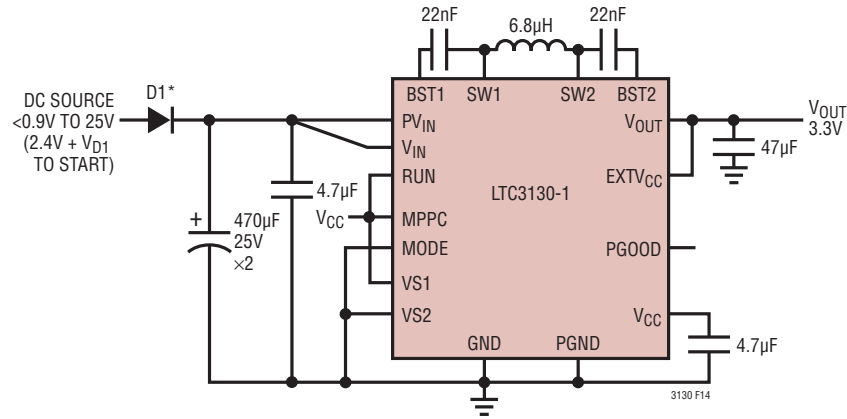 22nF
6.8µH
22nF
DC SOURCE
<0.9V TO 25V
(2.4V + VD1
TO START)
D1*
BST1
SW1
SW2
BST2
PVIN
VIN
RUN
MPPC
MODE
VS1
VS2
GND
PGND
LTC3130-1
VOUT
EXTVCC
PGOOD
VCC
VOUT
3.3V
47µF
4.7µF
VCC
+
470µF
25V
×2
4.7µF
3130 F14